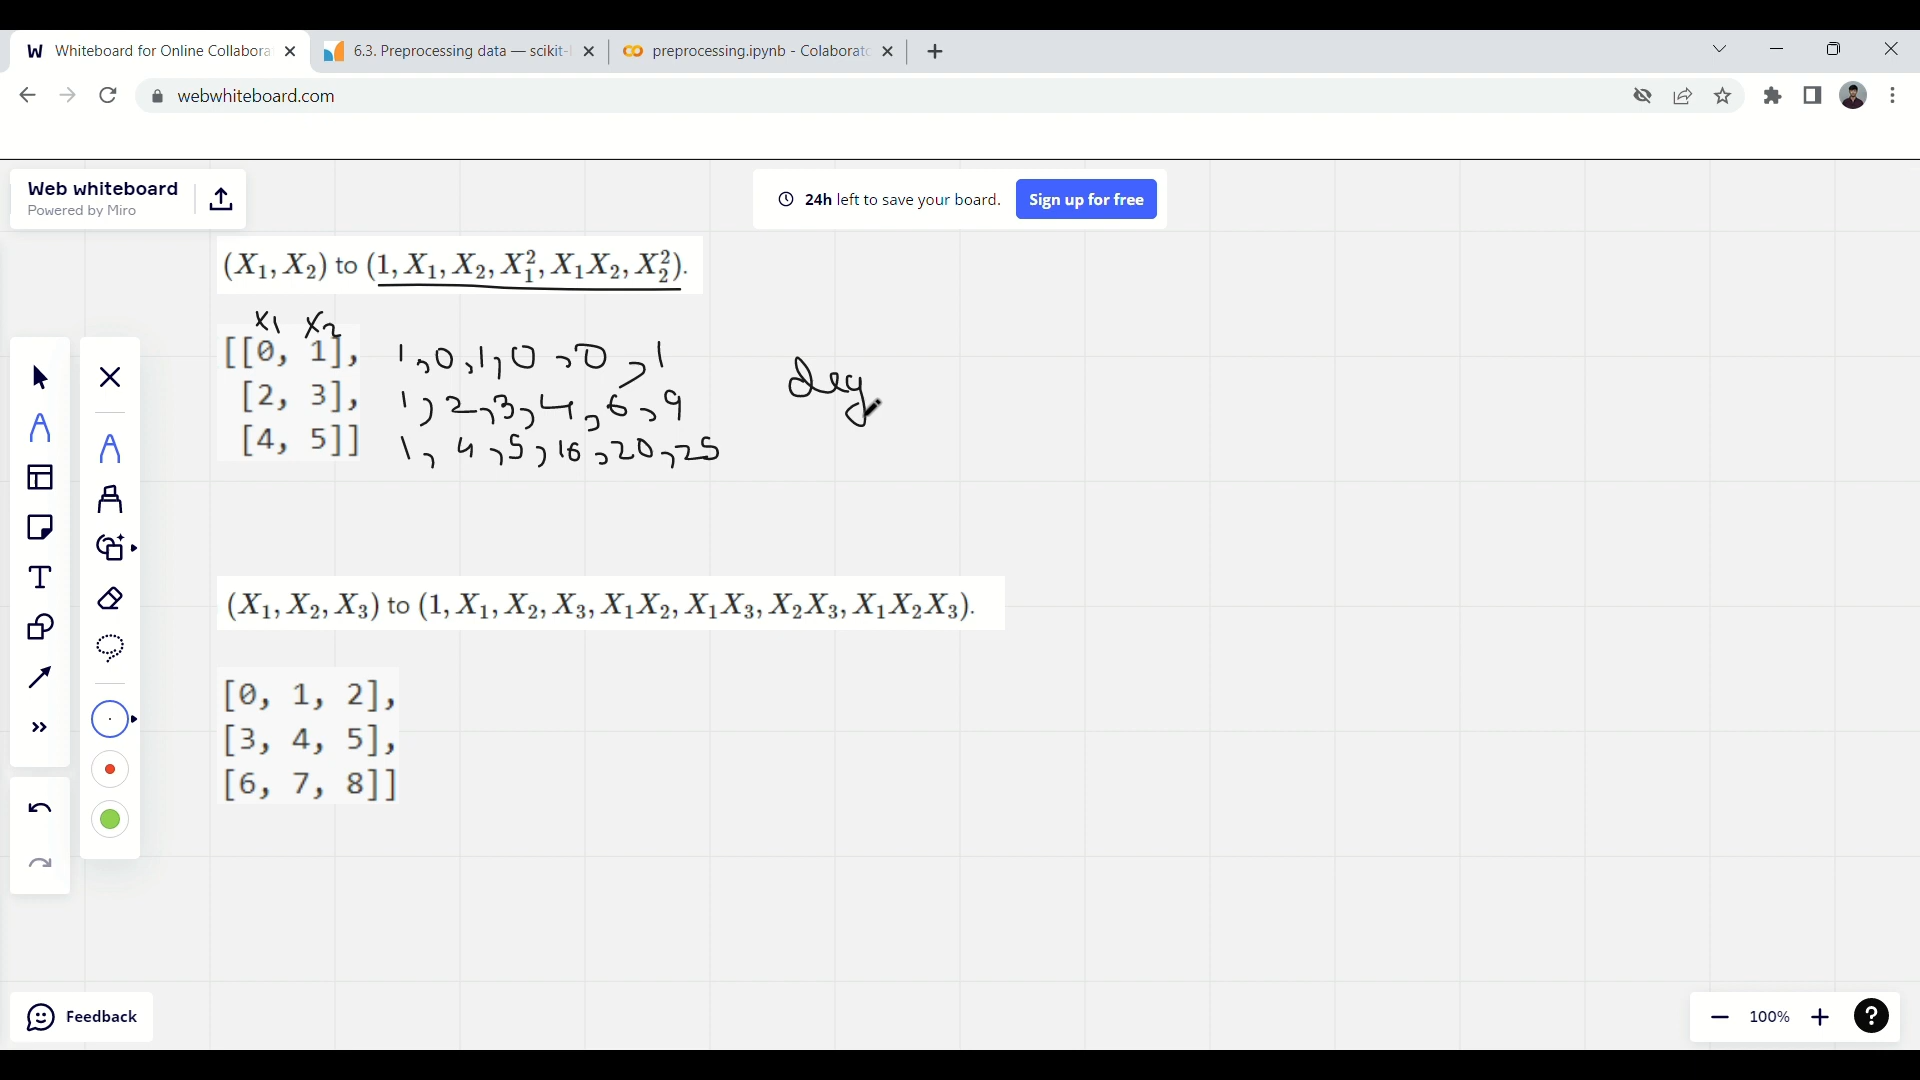 Whiteboard for Online Collabora
6.3. Preprocessing data — scikit-l
preprocessing.ipynb - Colaborato
webwhiteboard.com
Web whiteboard
Powered by Miro
24h left to save your board.
Sign up for free
(X₁, X₂) to (1, X₁, X₂, X₁², X₁X₂, X₂²).
x1 x2
[[0, 1], 1,0,1,0,0,1
[2, 3], 1,2,3,4,6,9
[4, 5]] 1,4,5,16,20,25
deg
(X₁, X₂, X₃) to (1, X₁, X₂, X₃, X₁X₂, X₁X₃, X₂X₃, X₁X₂X₃).
[0, 1, 2],
[3, 4, 5],
[6, 7, 8]]
Feedback
100%